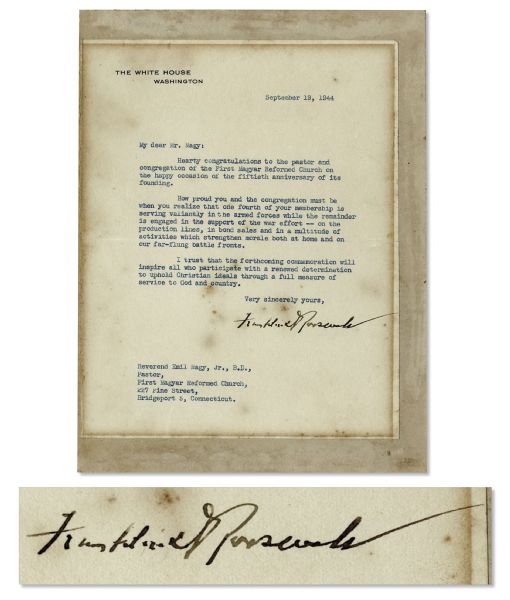 THE WHITE HOUSE
WASHINGTON
September 19, 1944
My dear Mr. Nagy:
Hearty congratulations to the pastor and
congregation of the First Magyar Reformed Church on
the happy occasion of the fiftieth anniversary of its
founding.
How proud you and the congregation must be
when you realize that one fourth of your membership is
serving valiantly in the armed forces while the remainder
is engaged in the support of the war effort -- on the
production lines, in bond sales and in a multitude of
activities which strengthen morale both at home and on
our far-flung battle fronts.
I trust that the forthcoming commemoration will
inspire all who participate with a renewed determination
to uphold Christian ideals through a full measure of
service to God and country.
Very sincerely yours,
Franklin D Roosevelt
Reverend Emil Nagy, Jr., B.D.,
Pastor,
First Magyar Reformed Church,
227 Pine Street,
Bridgeport 5, Connecticut.
Franklin D Roosevelt